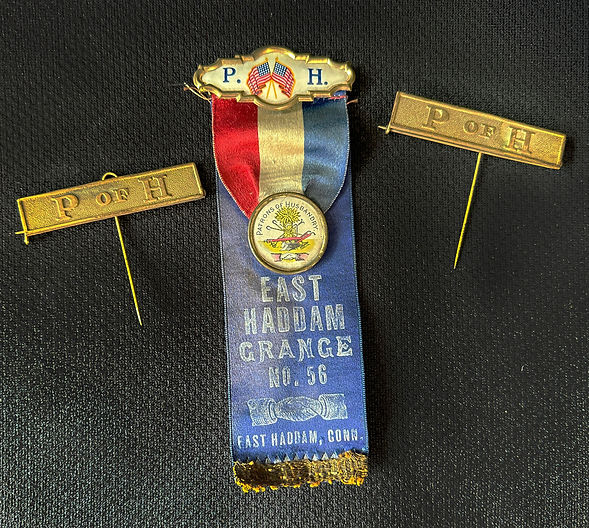 P. H.
P OF H
P OF H
PATRONS OF HUSBANDRY
EAST
HADDAM
GRANGE
NO. 56
EAST HADDAM, CONN.